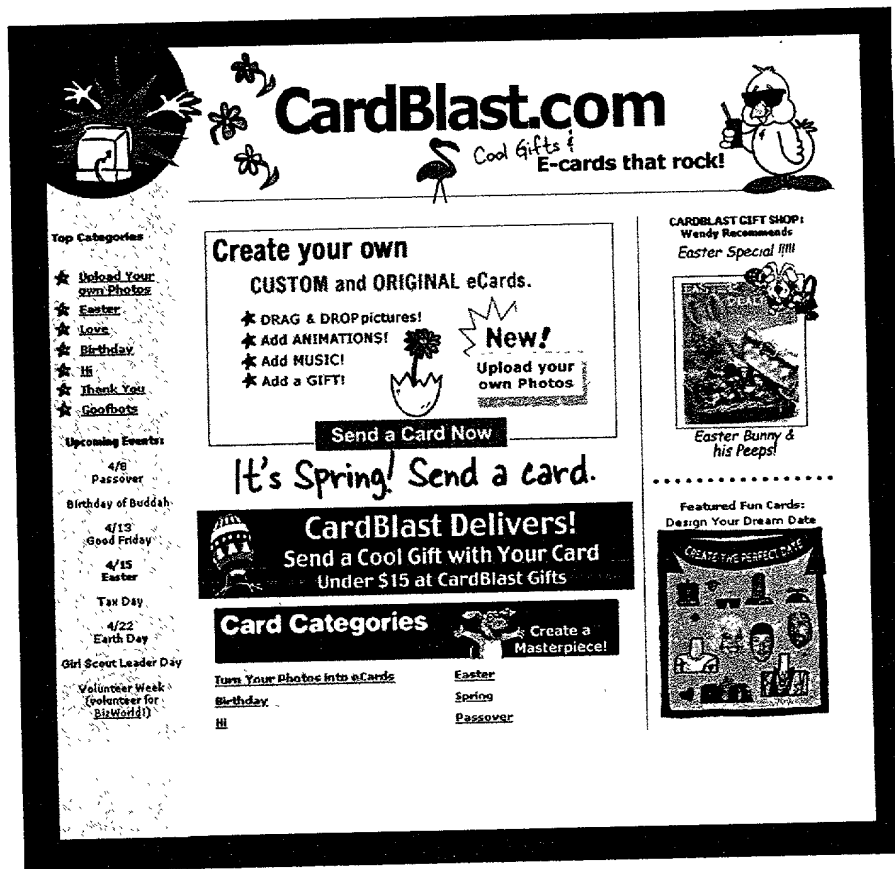 CardBlast.com
Cool Gifts &
E-cards that rock!
Top Categories
Upload Your
own Photos
Easter
Love
Birthday
Hi
Thank You
Goofbots
Upcoming Events:
4/8
Passover
Birthday of Buddah
4/13
Good Friday
4/15
Easter
Tax Day
4/22
Earth Day
Girl Scout Leader Day
Volunteer Week
(volunteer for
BizWorld!)
Create your own
CUSTOM and ORIGINAL eCards.
DRAG & DROP pictures!
Add ANIMATIONS!
Add MUSIC!
Add a GIFT!
New!
Upload your
own Photos
Send a Card Now
It's Spring! Send a card.
CardBlast Delivers!
Send a Cool Gift with Your Card
Under $15 at CardBlast Gifts
Card Categories
Create a
Masterpiece!
Turn Your Photos into eCards
Birthday
Hi
Easter
Spring
Passover
CARDBLAST GIFT SHOP:
Wendy Recommends
Easter Special !!!!!
Easter Bunny &
his Peeps!
Featured Fun Cards:
Design Your Dream Date
CREATE THE PERFECT DATE